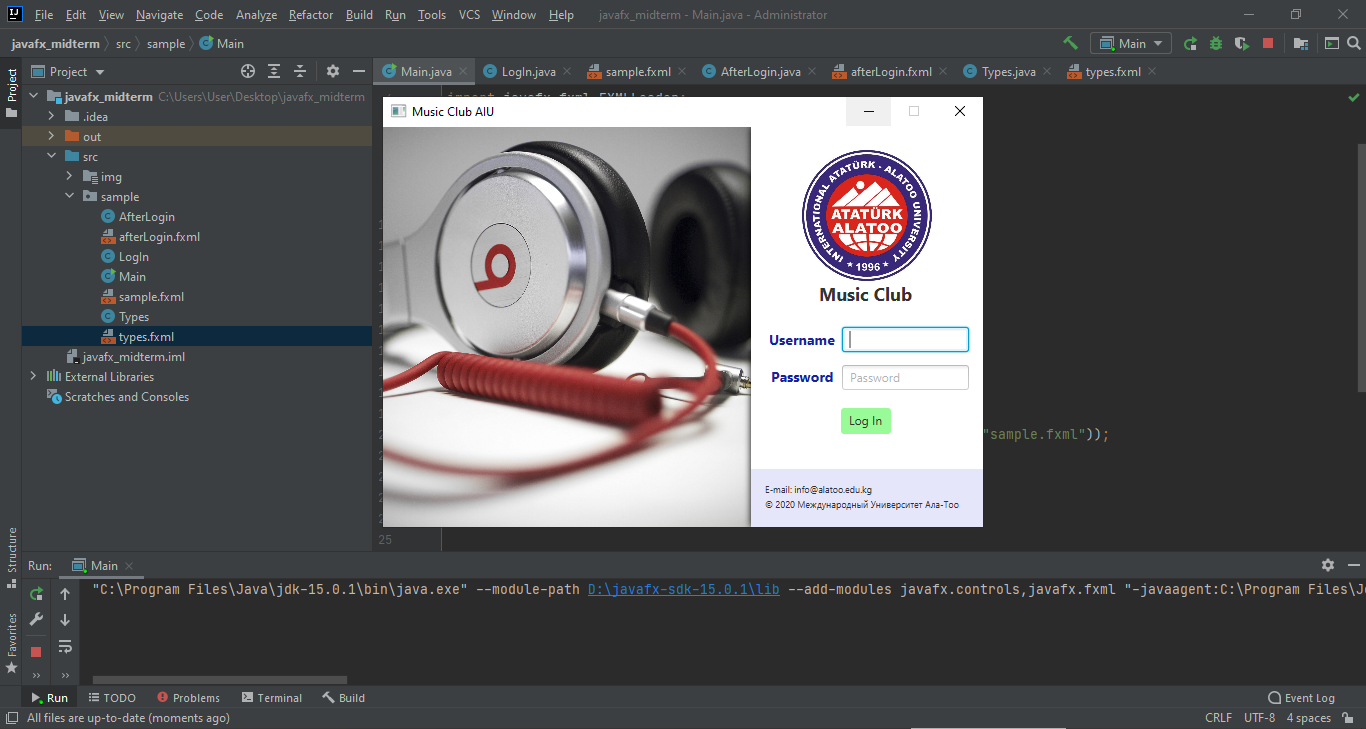 File Edit View Navigate Code Analyze Refactor Build Run Tools VCS Window Help javafx_midterm - Main.java - Administrator
javafx_midterm src sample Main
Main
Project
Project
Main.java LogIn.java sample.fxml AfterLogin.java afterLogin.fxml Types.java types.fxml
javafx_midterm C:\Users\User\Desktop\javafx_midterm
.idea
out
src
img
sample
AfterLogin
afterLogin.fxml
LogIn
Main
sample.fxml
Types
types.fxml
javafx_midterm.iml
External Libraries
Scratches and Consoles
import javafx.fxml.FXMLLoader;
Music Club AIU
INTERNATIONAL ATATÜRK - ALATOO UNIVERSITY
ATATÜRK
ALATOO
★ 1996 ★
Music Club
Username
Password Password
Log In
E-mail: info@alatoo.edu.kg
© 2020 Международный Университет Ала-Тоо
"sample.fxml"));
25
Structure
Favorites
Run: Main
"C:\Program Files\Java\jdk-15.0.1\bin\java.exe" --module-path D:\javafx-sdk-15.0.1\lib --add-modules javafx.controls,javafx.fxml "-javaagent:C:\Program Files\Je
Run TODO Problems Terminal Build Event Log
All files are up-to-date (moments ago) CRLF UTF-8 4 spaces